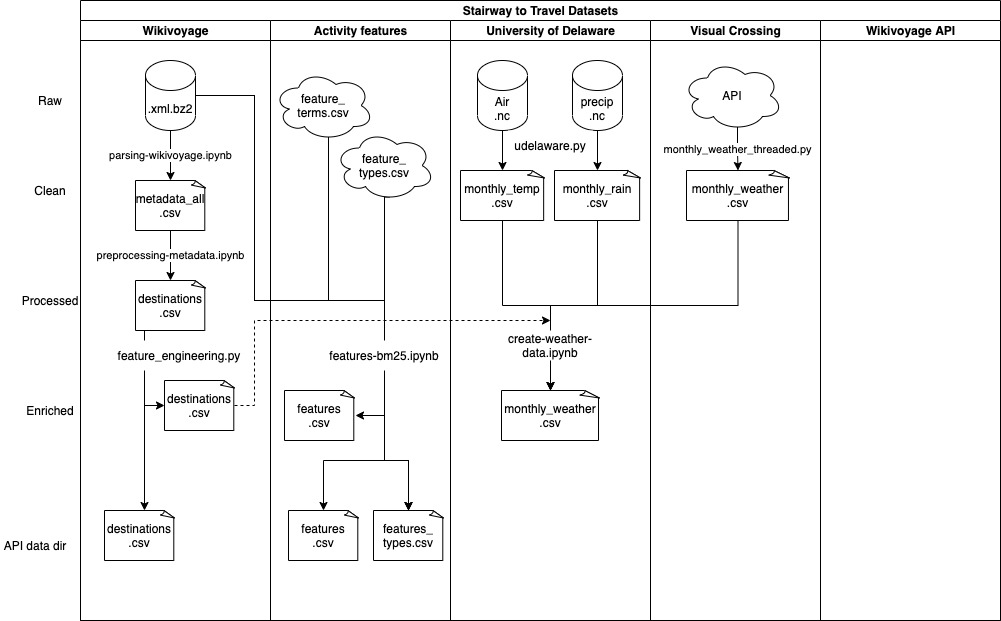 Stairway to Travel Datasets
Wikivoyage
Activity features
University of Delaware
Visual Crossing
Wikivoyage API
Raw
.xml.bz2
feature_
terms.csv
Air
.nc
precip
.nc
API
feature_
types.csv
parsing-wikivoyage.ipynb
udelaware.py
monthly_weather_threaded.py
Clean
metadata_all
.csv
monthly_temp
.csv
monthly_rain
.csv
monthly_weather
.csv
preprocessing-metadata.ipynb
Processed
destinations
.csv
feature_engineering.py
features-bm25.ipynb
create-weather-
data.ipynb
Enriched
destinations
.csv
features
.csv
monthly_weather
.csv
API data dir
destinations
.csv
features
.csv
features_
types.csv